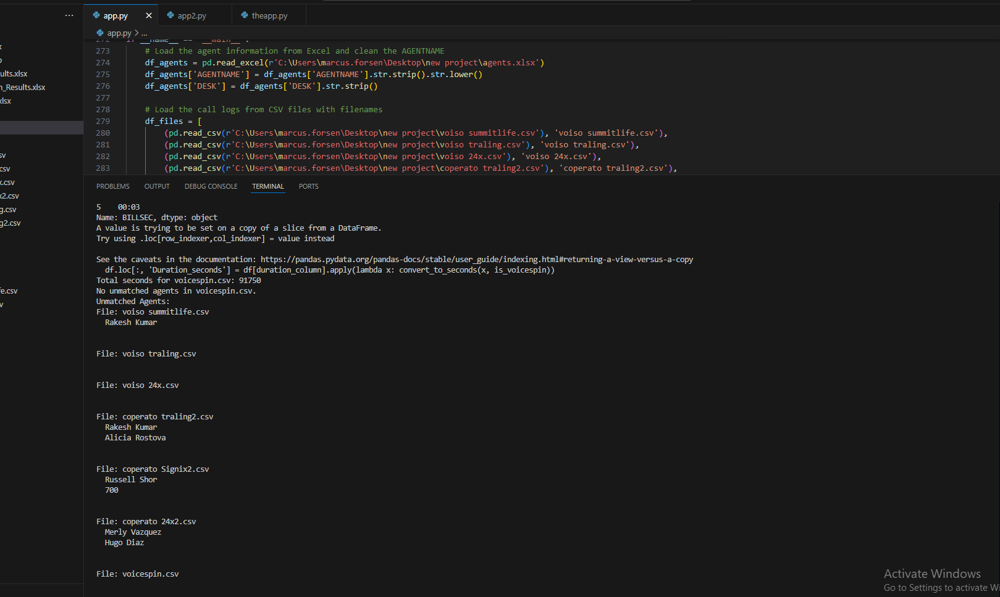 ...
app.py
app2.py
theapp.py
app.py > ...
ults.xlsx
n_Results.xlsx
xlsx
sv
csv
x.csv
x2.csv
g.csv
g2.csv
fe.csv
v
272 if __name__ == "__main__":
273 # Load the agent information from Excel and clean the AGENTNAME
274 df_agents = pd.read_excel(r'C:\Users\marcus.forsen\Desktop\new project\agents.xlsx')
275 df_agents['AGENTNAME'] = df_agents['AGENTNAME'].str.strip().str.lower()
276 df_agents['DESK'] = df_agents['DESK'].str.strip()
277
278 # Load the call logs from CSV files with filenames
279 df_files = [
280 (pd.read_csv(r'C:\Users\marcus.forsen\Desktop\new project\voiso summitlife.csv'), 'voiso summitlife.csv'),
281 (pd.read_csv(r'C:\Users\marcus.forsen\Desktop\new project\voiso traling.csv'), 'voiso traling.csv'),
282 (pd.read_csv(r'C:\Users\marcus.forsen\Desktop\new project\voiso 24x.csv'), 'voiso 24x.csv'),
283 (pd.read_csv(r'C:\Users\marcus.forsen\Desktop\new project\coperato traling2.csv'), 'coperato traling2.csv'),
PROBLEMS OUTPUT DEBUG CONSOLE TERMINAL PORTS
5 00:03
Name: BILLSEC, dtype: object
A value is trying to be set on a copy of a slice from a DataFrame.
Try using .loc[row_indexer,col_indexer] = value instead
See the caveats in the documentation: https://pandas.pydata.org/pandas-docs/stable/user_guide/indexing.html#returning-a-view-versus-a-copy
df.loc[:, 'Duration_seconds'] = df[duration_column].apply(lambda x: convert_to_seconds(x, is_voicespin))
Total seconds for voicespin.csv: 91750
No unmatched agents in voicespin.csv.
Unmatched Agents:
File: voiso summitlife.csv
Rakesh Kumar
File: voiso traling.csv
File: voiso 24x.csv
File: coperato traling2.csv
Rakesh Kumar
Alicia Rostova
File: coperato Signix2.csv
Russell Shor
700
File: coperato 24x2.csv
Merly Vazquez
Hugo Diaz
File: voicespin.csv
Activate Windows
Go to Settings to activate Wi